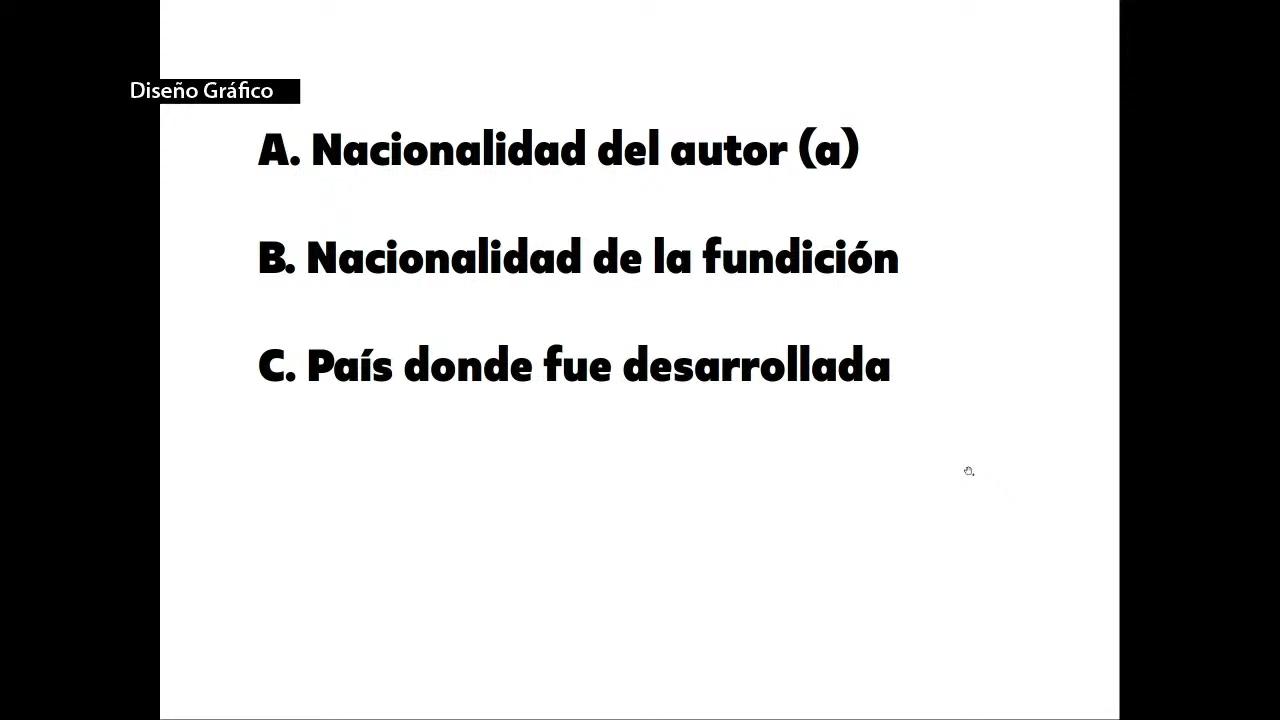 Diseño Gráfico
A. Nacionalidad del autor (a)
B. Nacionalidad de la fundición
C. País donde fue desarrollada